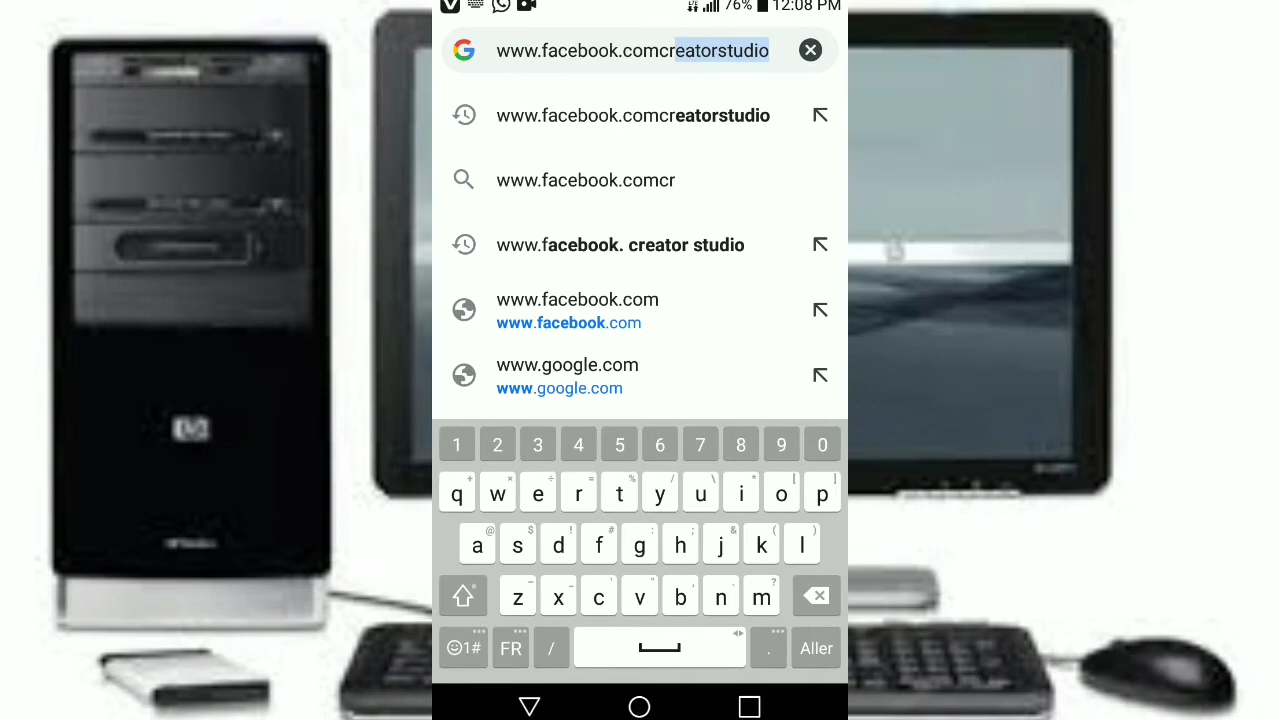 76% 12:08 PM
www.facebook.comcreatorstudio
www.facebook.comcreatorstudio
www.facebook.comcr
www.facebook. creator studio
www.facebook.com
www.facebook.com
www.google.com
www.google.com
1 2 3 4 5 6 7 8 9 0
q w e r t y u i o p
a s d f g h j k l
z x c v b n m
1# FR / . Aller
hp